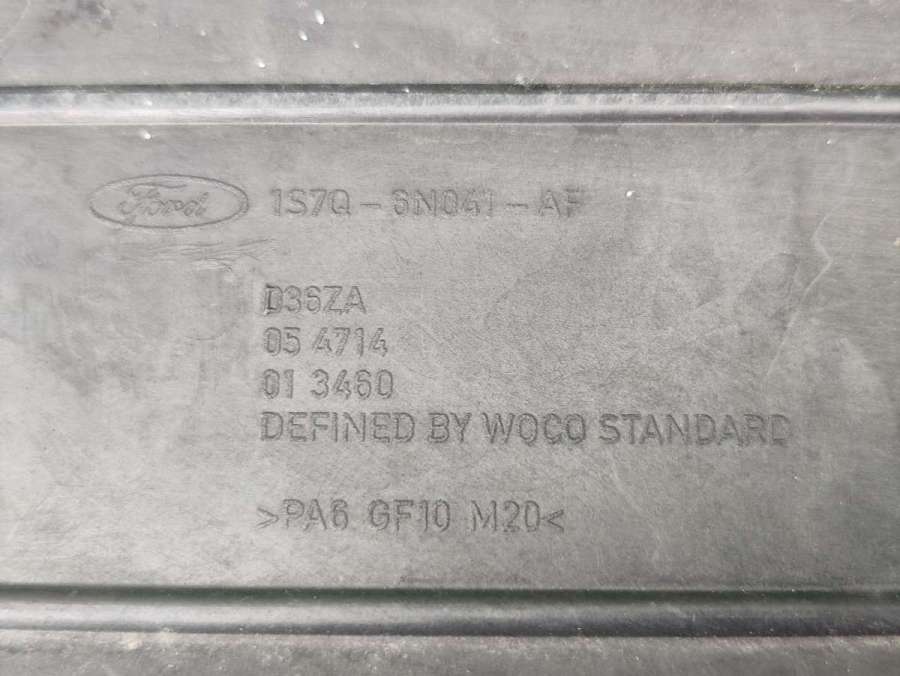 Ford 1S7Q-6N041-AF
D36ZA
05 4714
01 3460
DEFINED BY WOCO STANDARD
>PA6 GF10 M20<